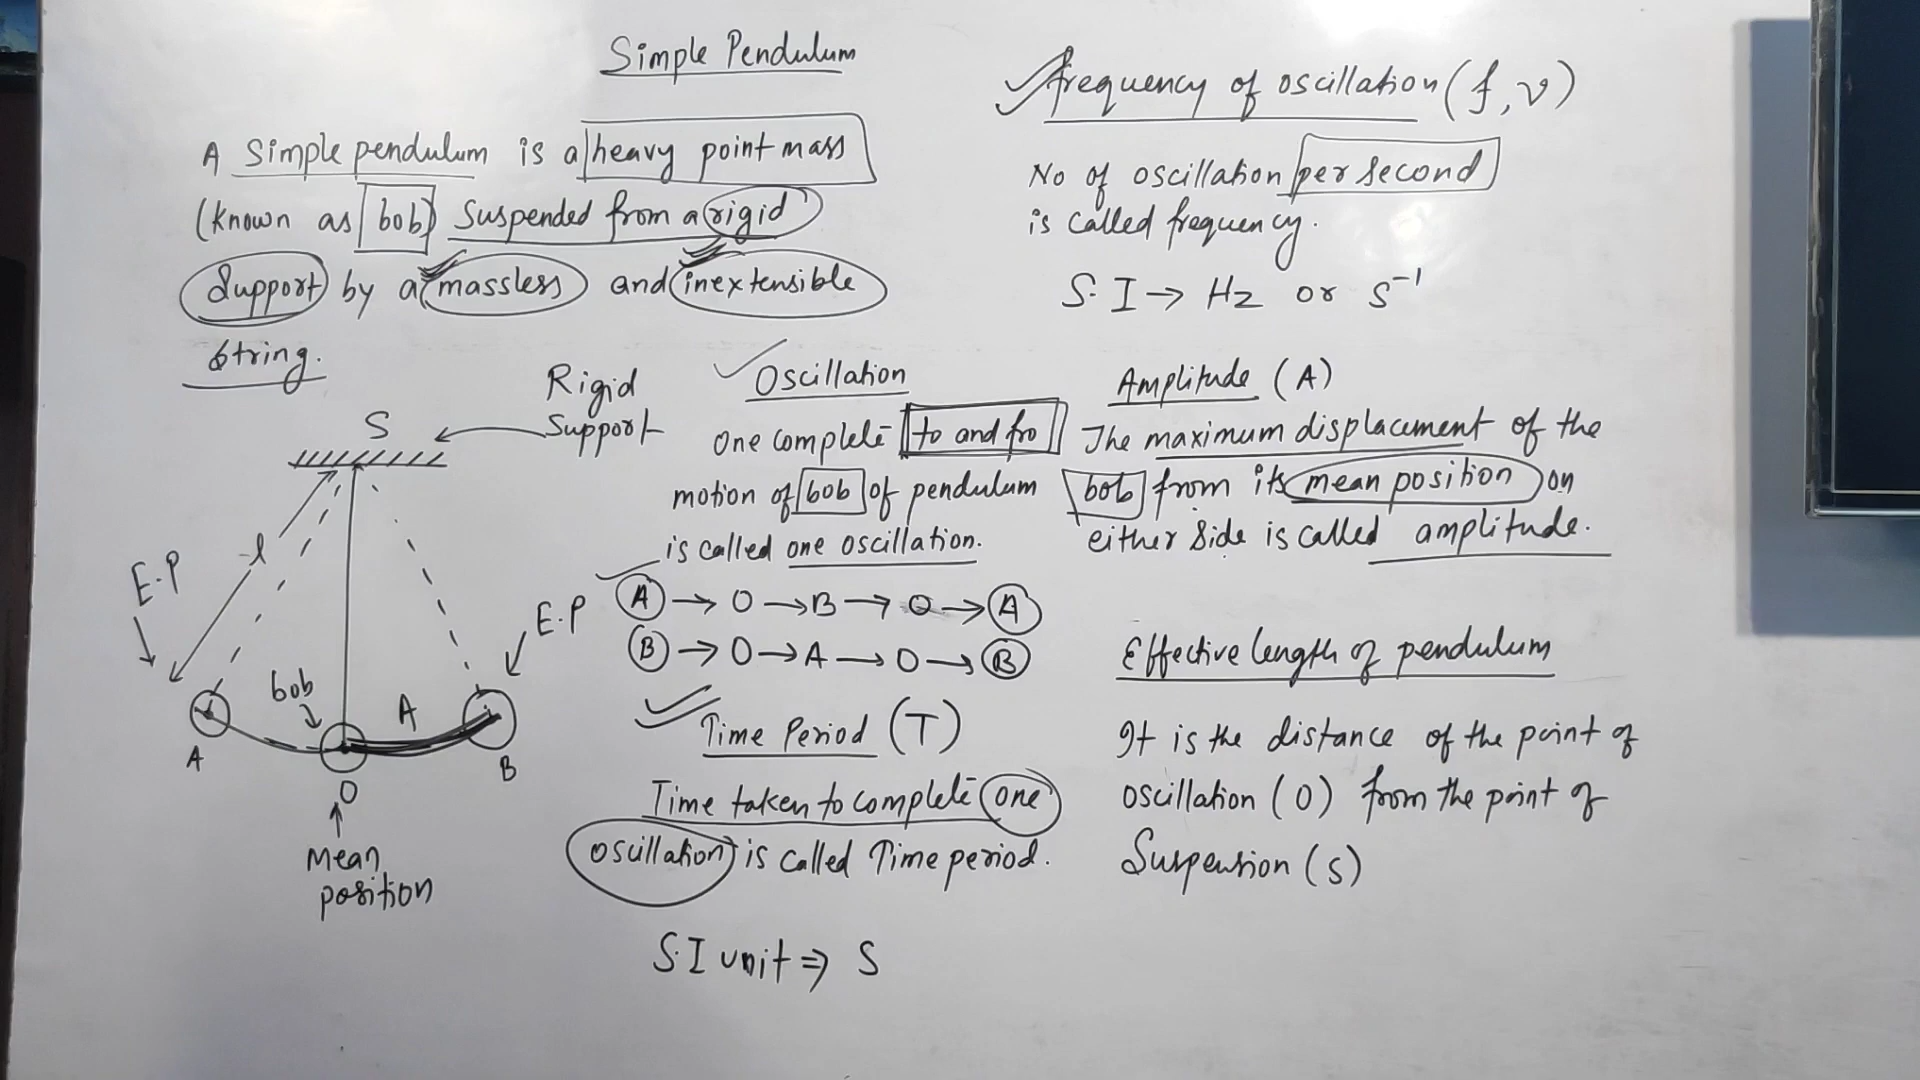 Simple Pendulum
A Simple pendulum is a heavy point mass
(known as bob) Suspended from a rigid
Support by a massless and inextensible
String.
S
Rigid
Support
E.P
l
E.P
bob
A
A
B
O
Mean
position
Oscillation
One complete to and fro
motion of bob of pendulum
is called one oscillation.
A → O → B → O → A
B → O → A → O → B
Time Period (T)
Time taken to complete one
oscillation is called Time period.
S.I unit ⇒ S
frequency of oscillation (f, ν)
No of oscillation per second
is called frequency.
S.I → Hz or s⁻¹
Amplitude (A)
The maximum displacement of the
bob from its mean position on
either side is called amplitude.
Effective length of pendulum
It is the distance of the point of
oscillation (O) from the point of
Suspension (S)